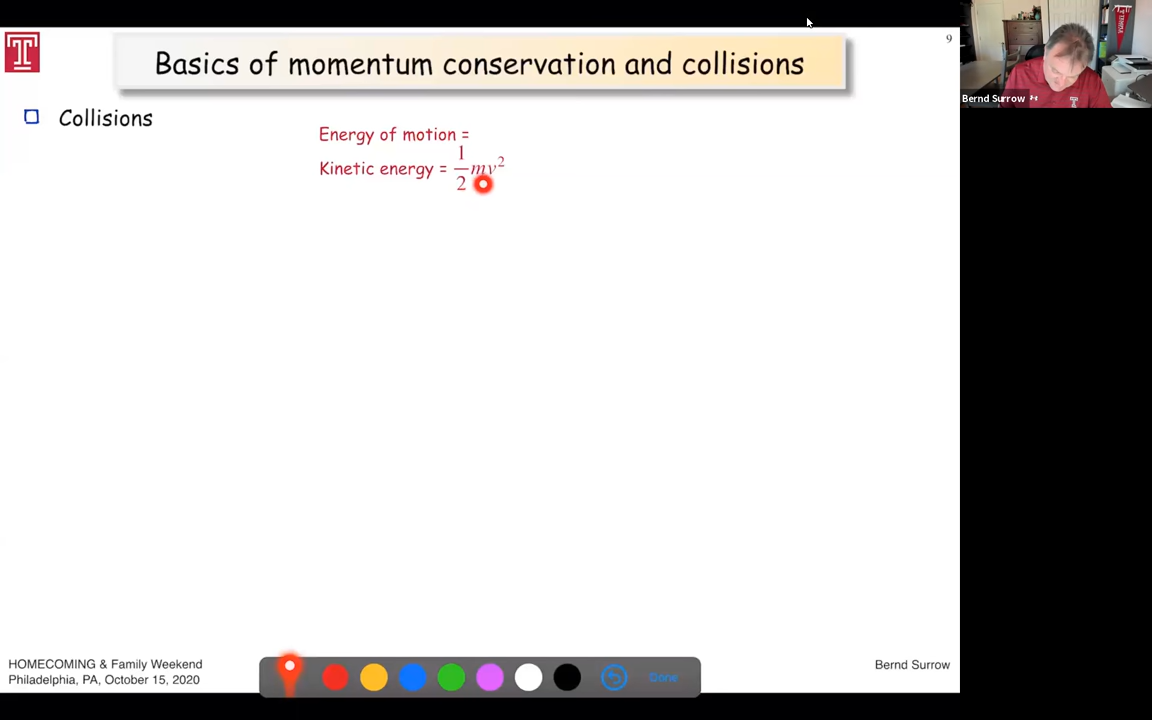 9
Basics of momentum conservation and collisions
Collisions
Energy of motion =
Kinetic energy = 1/2 mv²
HOMECOMING & Family Weekend
Philadelphia, PA, October 15, 2020
Bernd Surrow
Done
Bernd Surrow